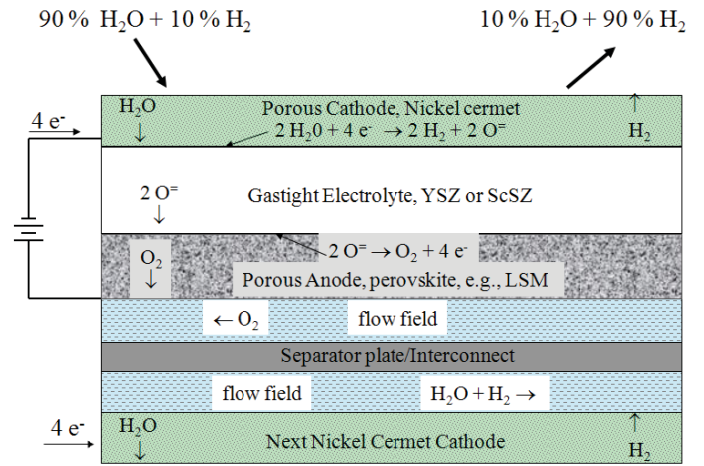 90 % H₂O + 10 % H₂
10 % H₂O + 90 % H₂
H₂O
↓
Porous Cathode, Nickel cermet
↑
H₂
4 e⁻
2 H₂0 + 4 e⁻ → 2 H₂ + 2 O⁼
2 O⁼
↓
Gastight Electrolyte, YSZ or ScSZ
2 O⁼ → O₂ + 4 e⁻
O₂
↓
Porous Anode, perovskite, e.g., LSM
← O₂
flow field
Separator plate/Interconnect
flow field
H₂O + H₂ →
4 e⁻
H₂O
↓
Next Nickel Cermet Cathode
↑
H₂